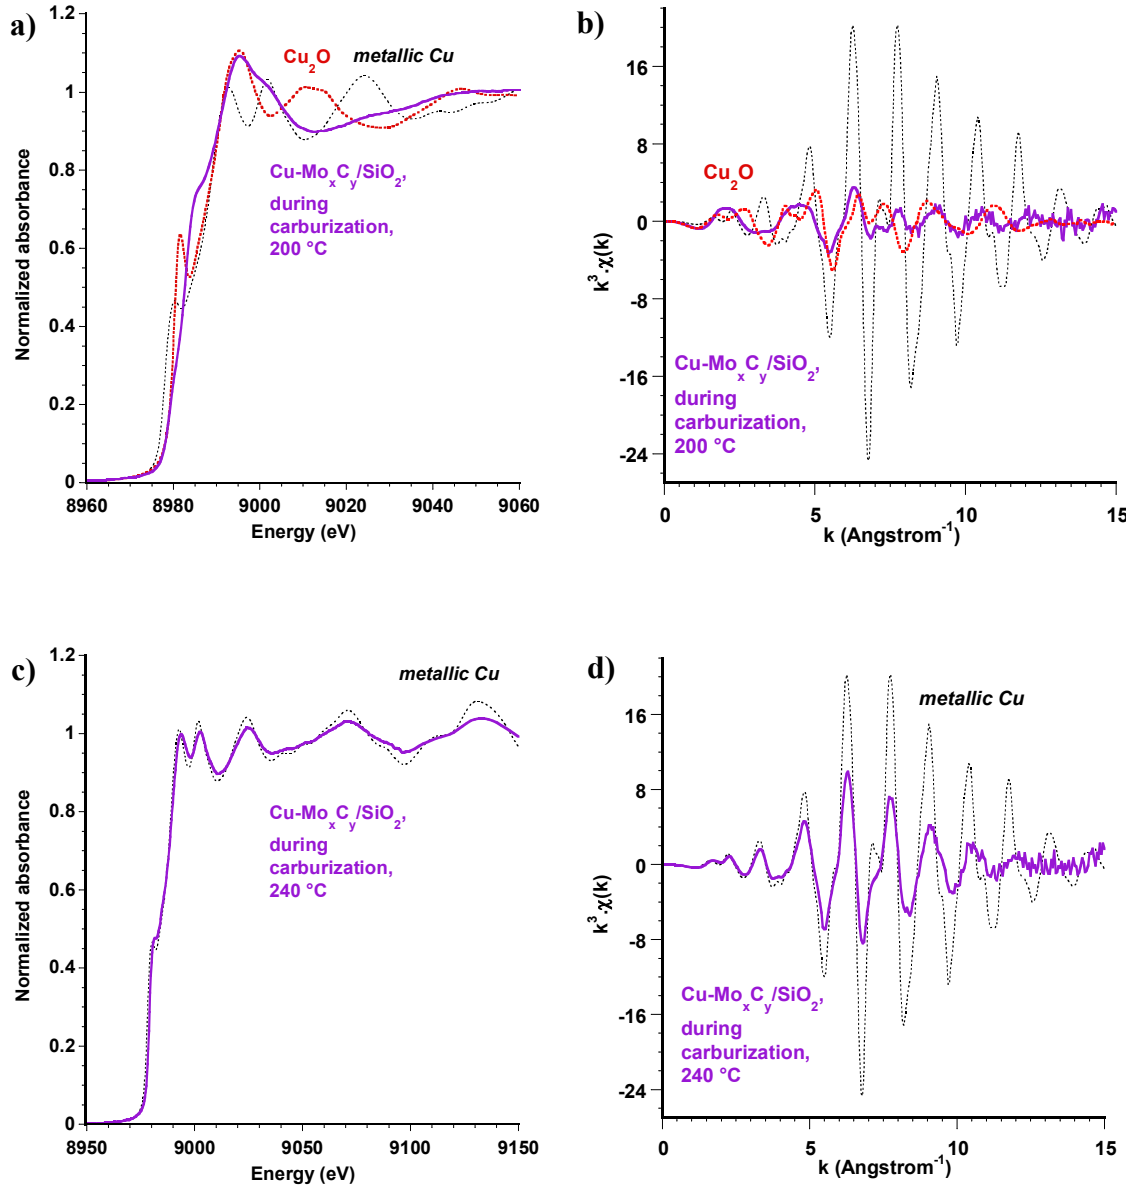 a)
1.2
1
0.8
0.6
0.4
0.2
0
Normalized absorbance
Cu₂O
metallic Cu
Cu-MoₓCᵧ/SiO₂,
during
carburization,
200 °C
8960
8980
9000
9020
9040
9060
Energy (eV)
b)
16
8
0
-8
-16
-24
k³.χ(k)
Cu₂O
Cu-MoₓCᵧ/SiO₂,
during
carburization,
200 °C
0
5
10
15
k (Angstrom⁻¹)
c)
1.2
1
0.8
0.6
0.4
0.2
0
Normalized absorbance
metallic Cu
Cu-MoₓCᵧ/SiO₂,
during
carburization,
240 °C
8950
9000
9050
9100
9150
Energy (eV)
d)
16
8
0
-8
-16
-24
k³.χ(k)
metallic Cu
Cu-MoₓCᵧ/SiO₂,
during
carburization,
240 °C
0
5
10
15
k (Angstrom⁻¹)